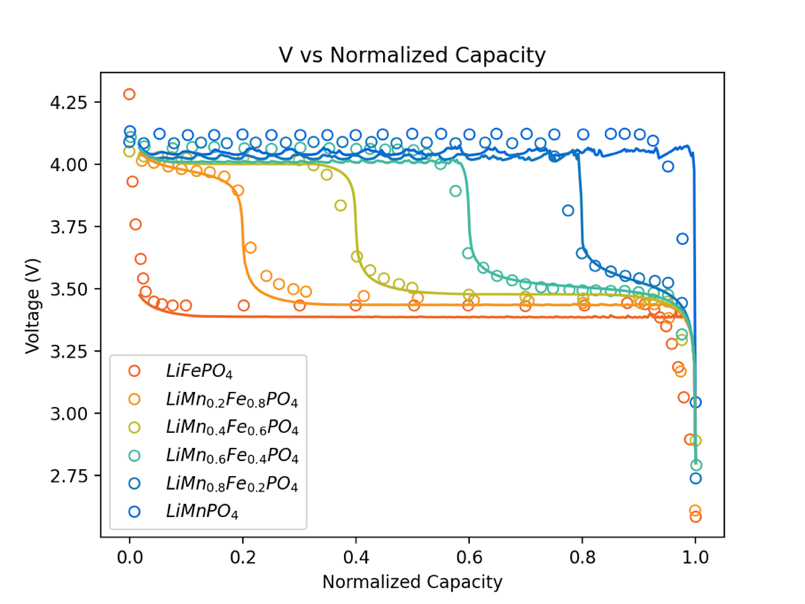 V vs Normalized Capacity
Voltage (V)
4.25
4.00
3.75
3.50
3.25
3.00
2.75
LiFePO₄
LiMn₀.₂Fe₀.₈PO₄
LiMn₀.₄Fe₀.₆PO₄
LiMn₀.₆Fe₀.₄PO₄
LiMn₀.₈Fe₀.₂PO₄
LiMnPO₄
0.0 0.2 0.4 0.6 0.8 1.0
Normalized Capacity